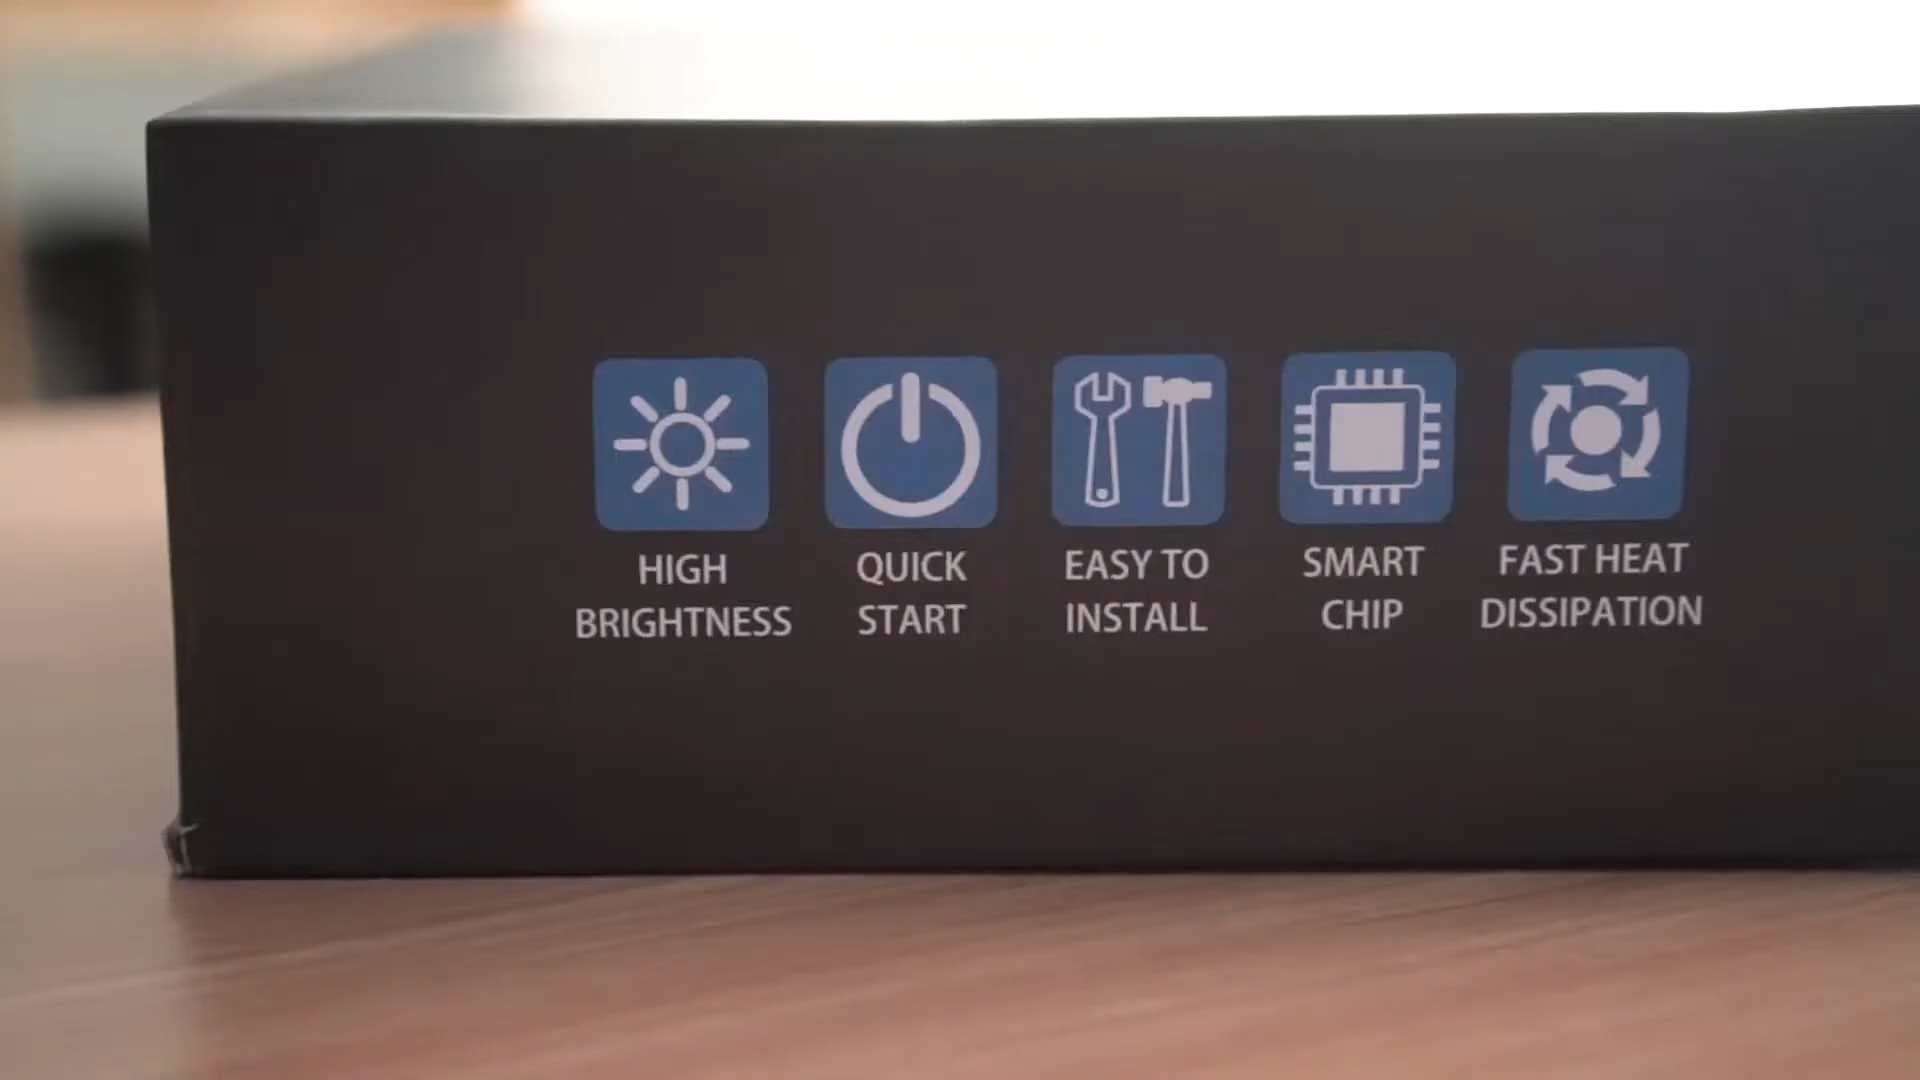 HIGH
BRIGHTNESS
QUICK
START
EASY TO
INSTALL
SMART
CHIP
FAST HEAT
DISSIPATION